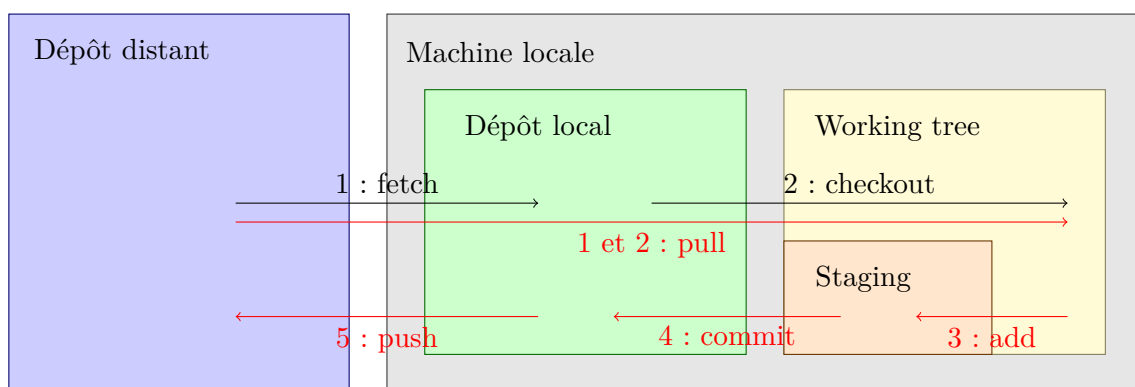 Dépôt distant
Machine locale
Dépôt local
Working tree
1 : fetch
2 : checkout
1 et 2 : pull
Staging
5 : push
4 : commit
3 : add